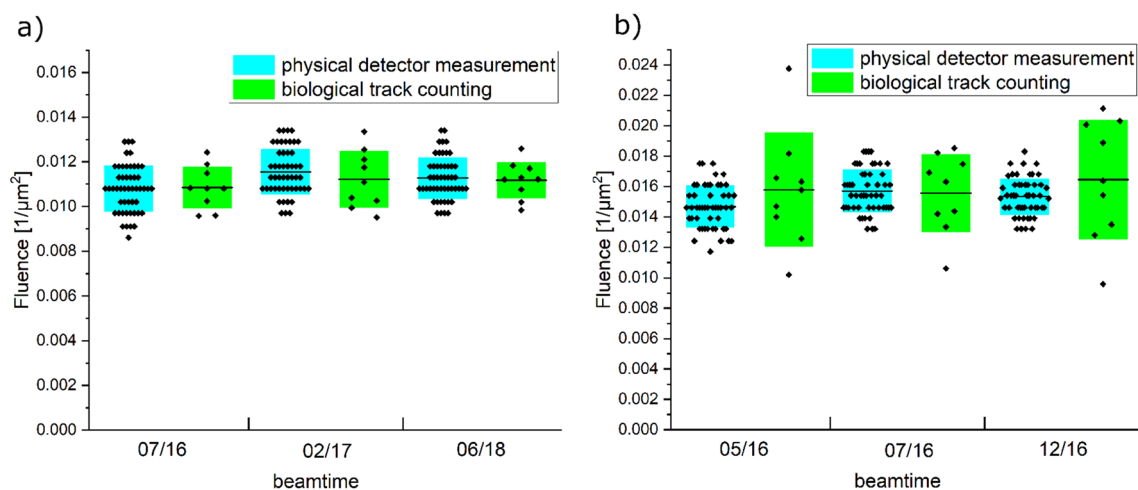 a)
physical detector measurement
biological track counting
Fluence [1/μm²]
0.016
0.014
0.012
0.010
0.008
0.006
0.004
0.002
0.000
07/16 02/17 06/18
beamtime
b)
physical detector measurement
biological track counting
Fluence [1/μm²]
0.024
0.022
0.020
0.018
0.016
0.014
0.012
0.010
0.008
0.006
0.004
0.002
0.000
05/16 07/16 12/16
beamtime